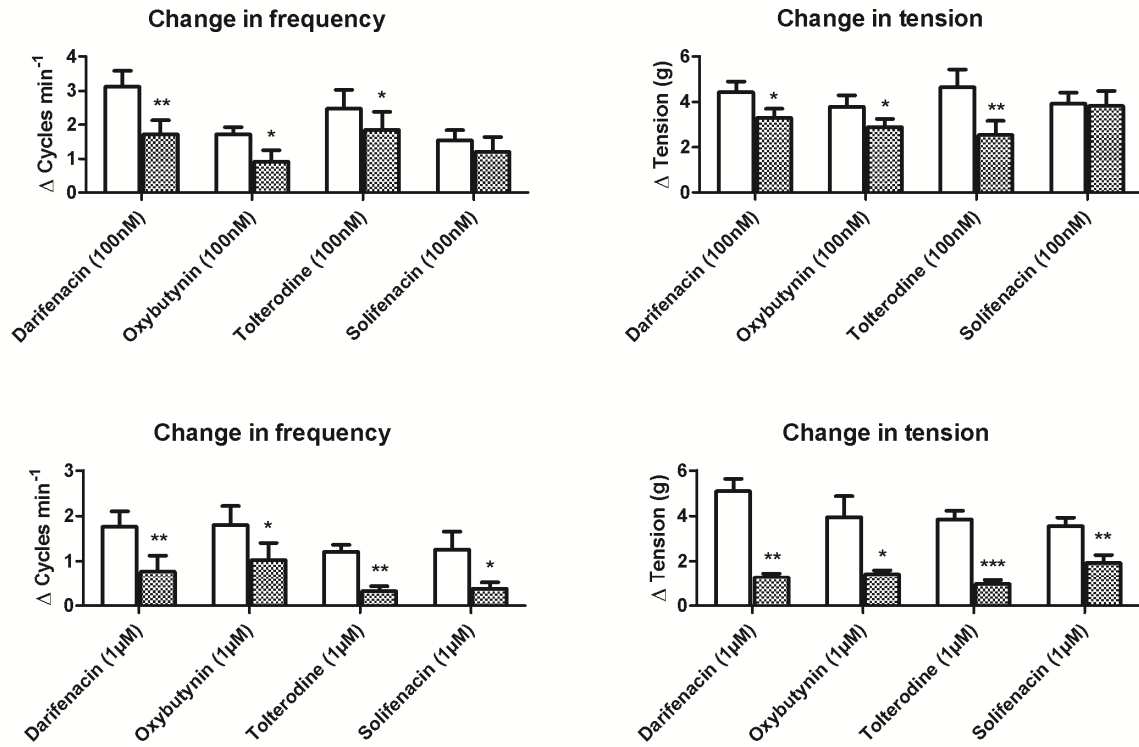 Change in frequency
Δ Cycles min-1
4
3
2
1
0
**
*
*
Darifenacin (100nM)
Oxybutynin (100nM)
Tolterodine (100nM)
Solifenacin (100nM)
Change in tension
Δ Tension (g)
6
4
2
0
*
*
**
Darifenacin (100nM)
Oxybutynin (100nM)
Tolterodine (100nM)
Solifenacin (100nM)
Change in frequency
Δ Cycles min-1
3
2
1
0
**
*
**
*
Darifenacin (1µM)
Oxybutynin (1µM)
Tolterodine (1µM)
Solifenacin (1µM)
Change in tension
Δ Tension (g)
6
4
2
0
**
*
***
**
Darifenacin (1µM)
Oxybutynin (1µM)
Tolterodine (1µM)
Solifenacin (1µM)